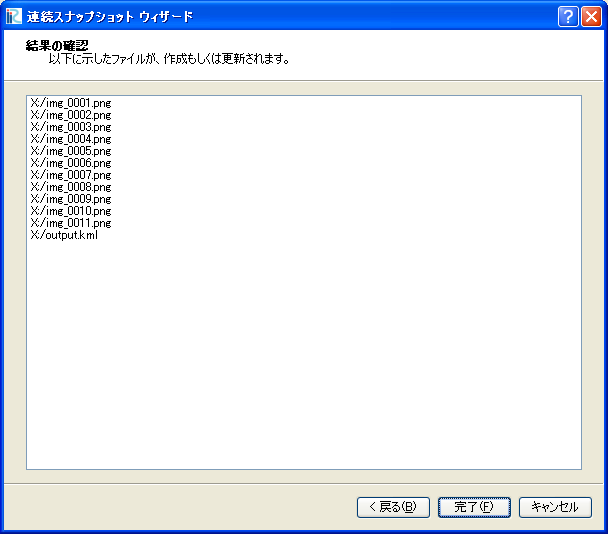 連続スナップショット ウィザード
結果の確認
以下に示したファイルが、作成もしくは更新されます。
X:/img_0001.png
X:/img_0002.png
X:/img_0003.png
X:/img_0004.png
X:/img_0005.png
X:/img_0006.png
X:/img_0007.png
X:/img_0008.png
X:/img_0009.png
X:/img_0010.png
X:/img_0011.png
X:/output.kml
< 戻る(B)
完了(F)
キャンセル